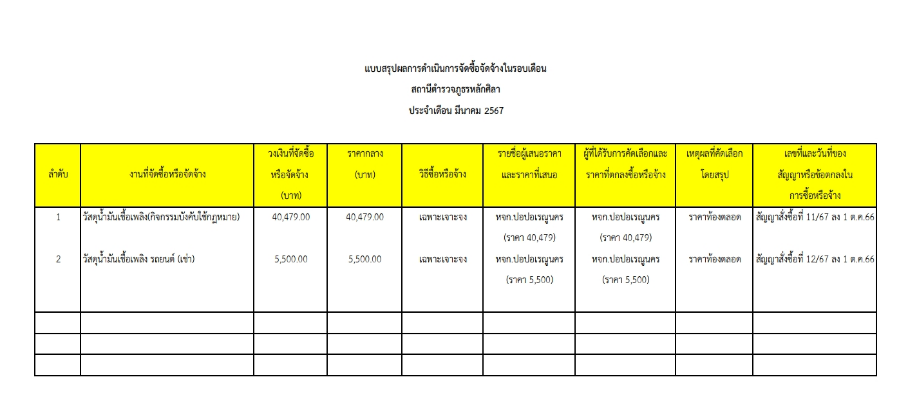 แบบสรุปผลการดำเนินการจัดซื้อจัดจ้างในรอบเดือน
สถานีตำรวจภูธรหลักศิลา
ประจำเดือน มีนาคม 2567
ลำดับ งานที่จัดซื้อหรือจัดจ้าง วงเงินที่จัดซื้อ หรือจัดจ้าง (บาท) ราคากลาง (บาท) วิธีซื้อหรือจ้าง รายชื่อผู้เสนอราคา และราคาที่เสนอ ผู้ที่ได้รับการคัดเลือกและ ราคาที่ตกลงซื้อหรือจ้าง เหตุผลที่คัดเลือก โดยสรุป เลขที่และวันที่ของ สัญญาหรือข้อตกลงใน การซื้อหรือจ้าง
1 วัสดุน้ำมันเชื้อเพลิง(กิจกรรมบังคับใช้กฎหมาย) 40,479.00 40,479.00 เฉพาะเจาะจง หจก.ปอปอเรณูนคร หจก.ปอปอเรณูนคร ราคาท้องตลอด สัญญาสั่งซื้อที่ 11/67 ลง 1 ต.ค.66
(ราคา 40,479) (ราคา 40,479)
2 วัสดุน้ำมันเชื้อเพลิง รถยนต์ (เช่า) 5,500.00 5,500.00 เฉพาะเจาะจง หจก.ปอปอเรณูนคร หจก.ปอปอเรณูนคร ราคาท้องตลอด สัญญาสั่งซื้อที่ 12/67 ลง 1 ต.ค.66
(ราคา 5,500) (ราคา 5,500)